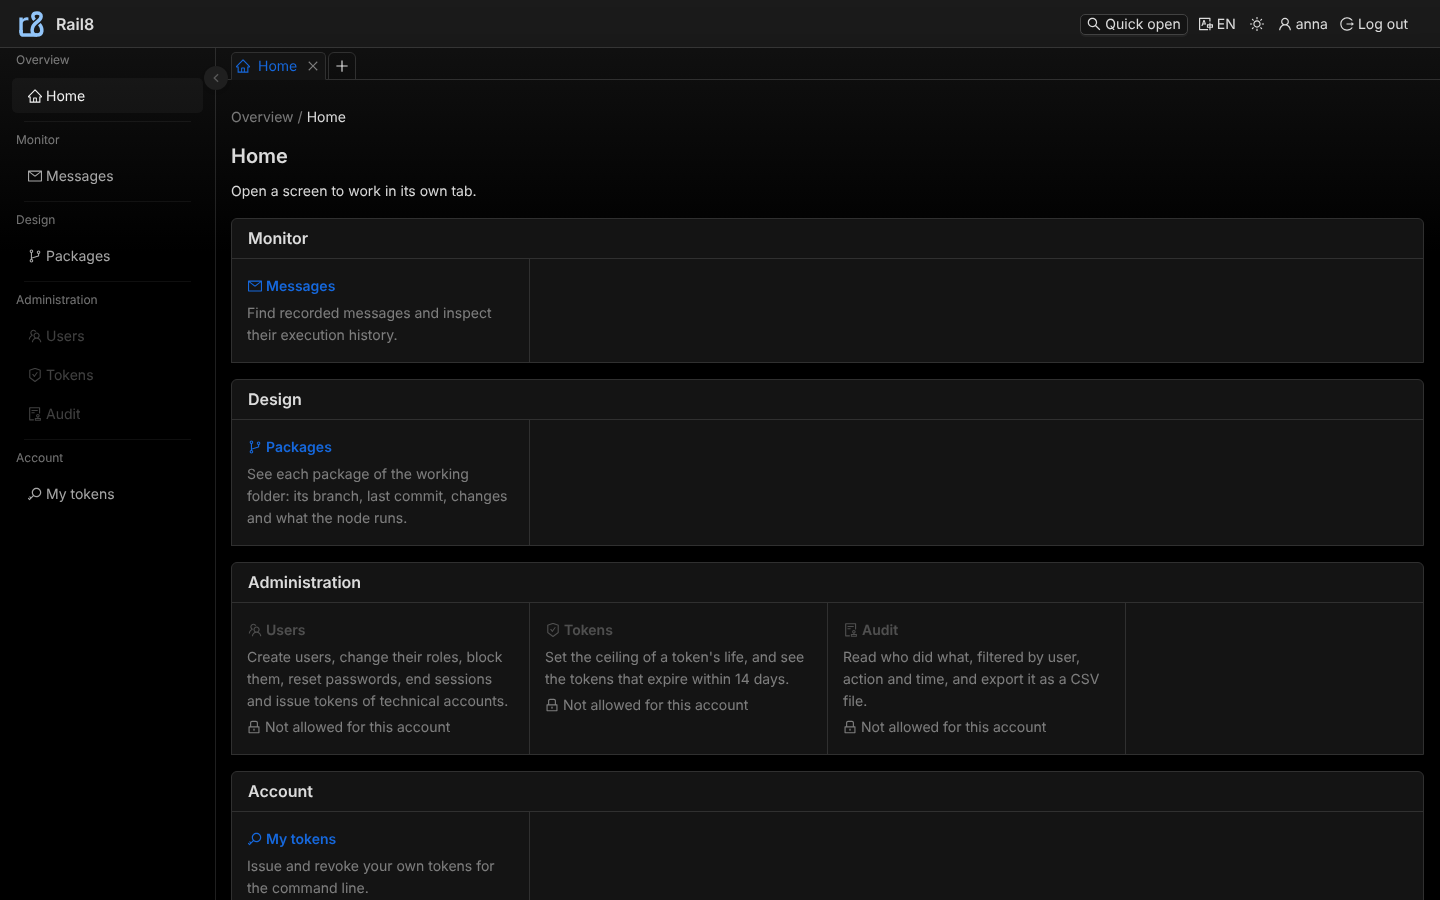 Rail8
Quick open
EN
anna
Log out
Overview
Home
Monitor
Messages
Design
Packages
Administration
Users
Tokens
Audit
Account
My tokens
Home
Overview / Home
Home
Open a screen to work in its own tab.
Monitor
Messages
Find recorded messages and inspect
their execution history.
Design
Packages
See each package of the working
folder: its branch, last commit, changes
and what the node runs.
Administration
Users
Create users, change their roles, block
them, reset passwords, end sessions
and issue tokens of technical accounts.
Not allowed for this account
Tokens
Set the ceiling of a token's life, and see
the tokens that expire within 14 days.
Not allowed for this account
Audit
Read who did what, filtered by user,
action and time, and export it as a CSV
file.
Not allowed for this account
Account
My tokens
Issue and revoke your own tokens for
the command line.